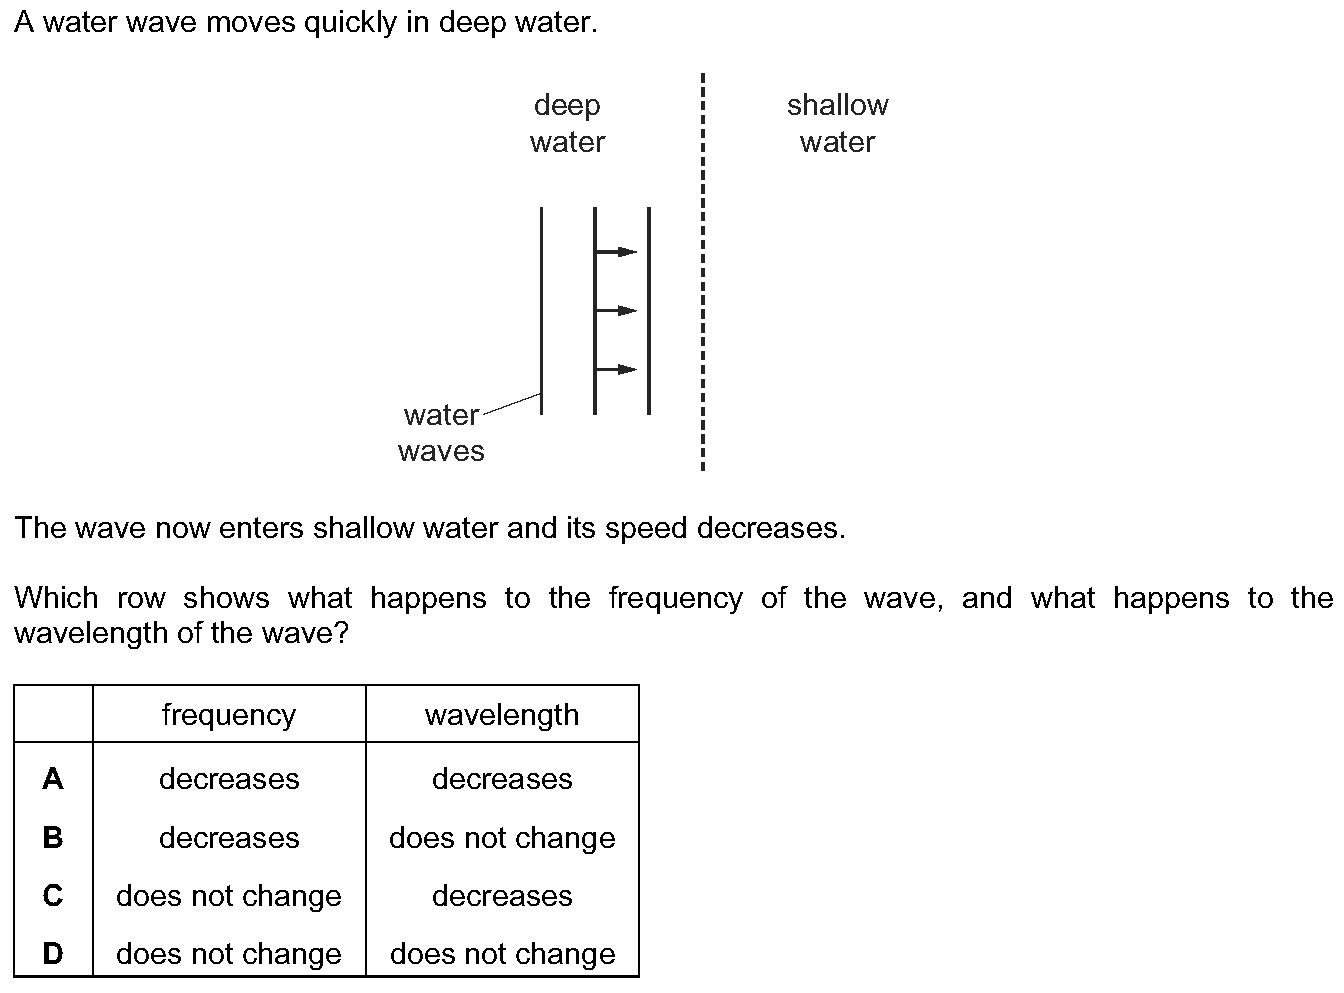 A water wave moves quickly in deep water.
deep
water
shallow
water
water
waves
The wave now enters shallow water and its speed decreases.
Which row shows what happens to the frequency of the wave, and what happens to the
wavelength of the wave?
frequency wavelength
A decreases decreases
B decreases does not change
C does not change decreases
D does not change does not change